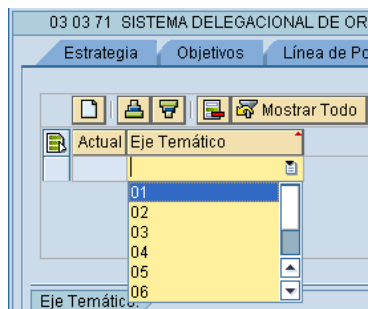 03 03 71 SISTEMA DELEGACIONAL DE OR
Estrategia Objetivos Línea de Po
Mostrar Todo
Actual Eje Temático
01
02
03
04
05
06
Eje Temático: